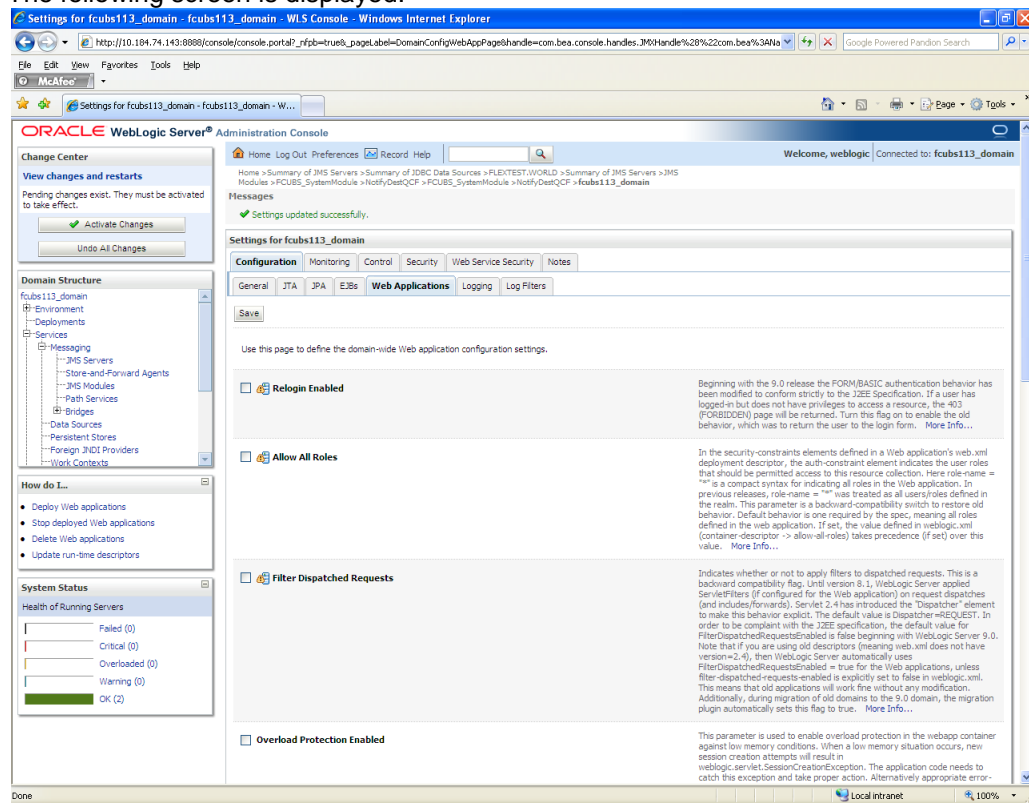 The following screen is displayed.
Settings for fcubs113_domain - fcubs113_domain - WLS Console - Windows Internet Explorer
http://10.184.74.143:8888/console/console.portal?_nfpb=true&_pageLabel=DomainConfigWebAppPage&handle=com.bea.console.handles.JMXHandle%28%22com.bea%3ANa
Google Powered Pandion Search
File Edit View Favorites Tools Help
McAfee
Settings for fcubs113_domain - fcubs113_domain - W...
Page Tools
ORACLE WebLogic Server® Administration Console
Change Center
View changes and restarts
Pending changes exist. They must be activated
to take effect.
Activate Changes
Undo All Changes
Domain Structure
fcubs113_domain
Environment
Deployments
Services
Messaging
JMS Servers
Store-and-Forward Agents
JMS Modules
Path Services
Bridges
Data Sources
Persistent Stores
Foreign JNDI Providers
Work Contexts
How do I...
Deploy Web applications
Stop deployed Web applications
Delete Web applications
Update run-time descriptors
System Status
Health of Running Servers
Failed (0)
Critical (0)
Overloaded (0)
Warning (0)
OK (2)
Home Log Out Preferences Record Help
Welcome, weblogic Connected to: fcubs113_domain
Home >Summary of JMS Servers >Summary of JDBC Data Sources >FLEXTEST.WORLD >Summary of JMS Servers >JMS
Modules >FCUBS_SystemModule >NotifyDestQCF >FCUBS_SystemModule >NotifyDestQCF >fcubs113_domain
Messages
Settings updated successfully.
Settings for fcubs113_domain
Configuration Monitoring Control Security Web Service Security Notes
General JTA JPA EJBs Web Applications Logging Log Filters
Save
Use this page to define the domain-wide Web application configuration settings.
Relogin Enabled
Beginning with the 9.0 release the FORM/BASIC authentication behavior has
been modified to conform strictly to the J2EE Specification. If a user has
logged-in but does not have privileges to access a resource, the 403
(FORBIDDEN) page will be returned. Turn this flag on to enable the old
behavior, which was to return the user to the login form. More Info...
Allow All Roles
In the security-constraints elements defined in a Web application's web.xml
deployment descriptor, the auth-constraint element indicates the user roles
that should be permitted access to this resource collection. Here role-name =
"*" is a compact syntax for indicating all roles in the Web application. In
previous releases, role-name = "*" was treated as all users/roles defined in
the realm. This parameter is a backward-compatibility switch to restore old
behavior. Default behavior is one required by the spec, meaning all roles
defined in the web application. If set, the value defined in weblogic.xml
(container-descriptor -> allow-all-roles) takes precedence (if set) over this
value. More Info...
Filter Dispatched Requests
Indicates whether or not to apply filters to dispatched requests. This is a
backward compatibility flag. Until version 8.1, WebLogic Server applied
ServletFilters (if configured for the Web application) on request dispatches
(and includes/forwards). Servlet 2.4 has introduced the "Dispatcher" element
to make this behavior explicit. The default value is Dispatcher=REQUEST. In
order to be complaint with the J2EE specification, the default value for
FilterDispatchedRequestsEnabled is false beginning with WebLogic Server 9.0.
Note that if you are using old descriptors (meaning web.xml does not have
version=2.4), then WebLogic Server automatically uses
FilterDispatchedRequestsEnabled = true for the Web applications, unless
filter-dispatched-requests-enabled is explicitly set to false in weblogic.xml.
This means that old applications will work fine without any modification.
Additionally, during migration of old domains to the 9.0 domain, the migration
plugin automatically sets this flag to true. More Info...
Overload Protection Enabled
This parameter is used to enable overload protection in the webapp container
against low memory conditions. When a low memory situation occurs, new
session creation attempts will result in
weblogic.servlet.SessionCreationException. The application code needs to
catch this exception and take proper action. Alternatively appropriate error-
Done
Local intranet
100%